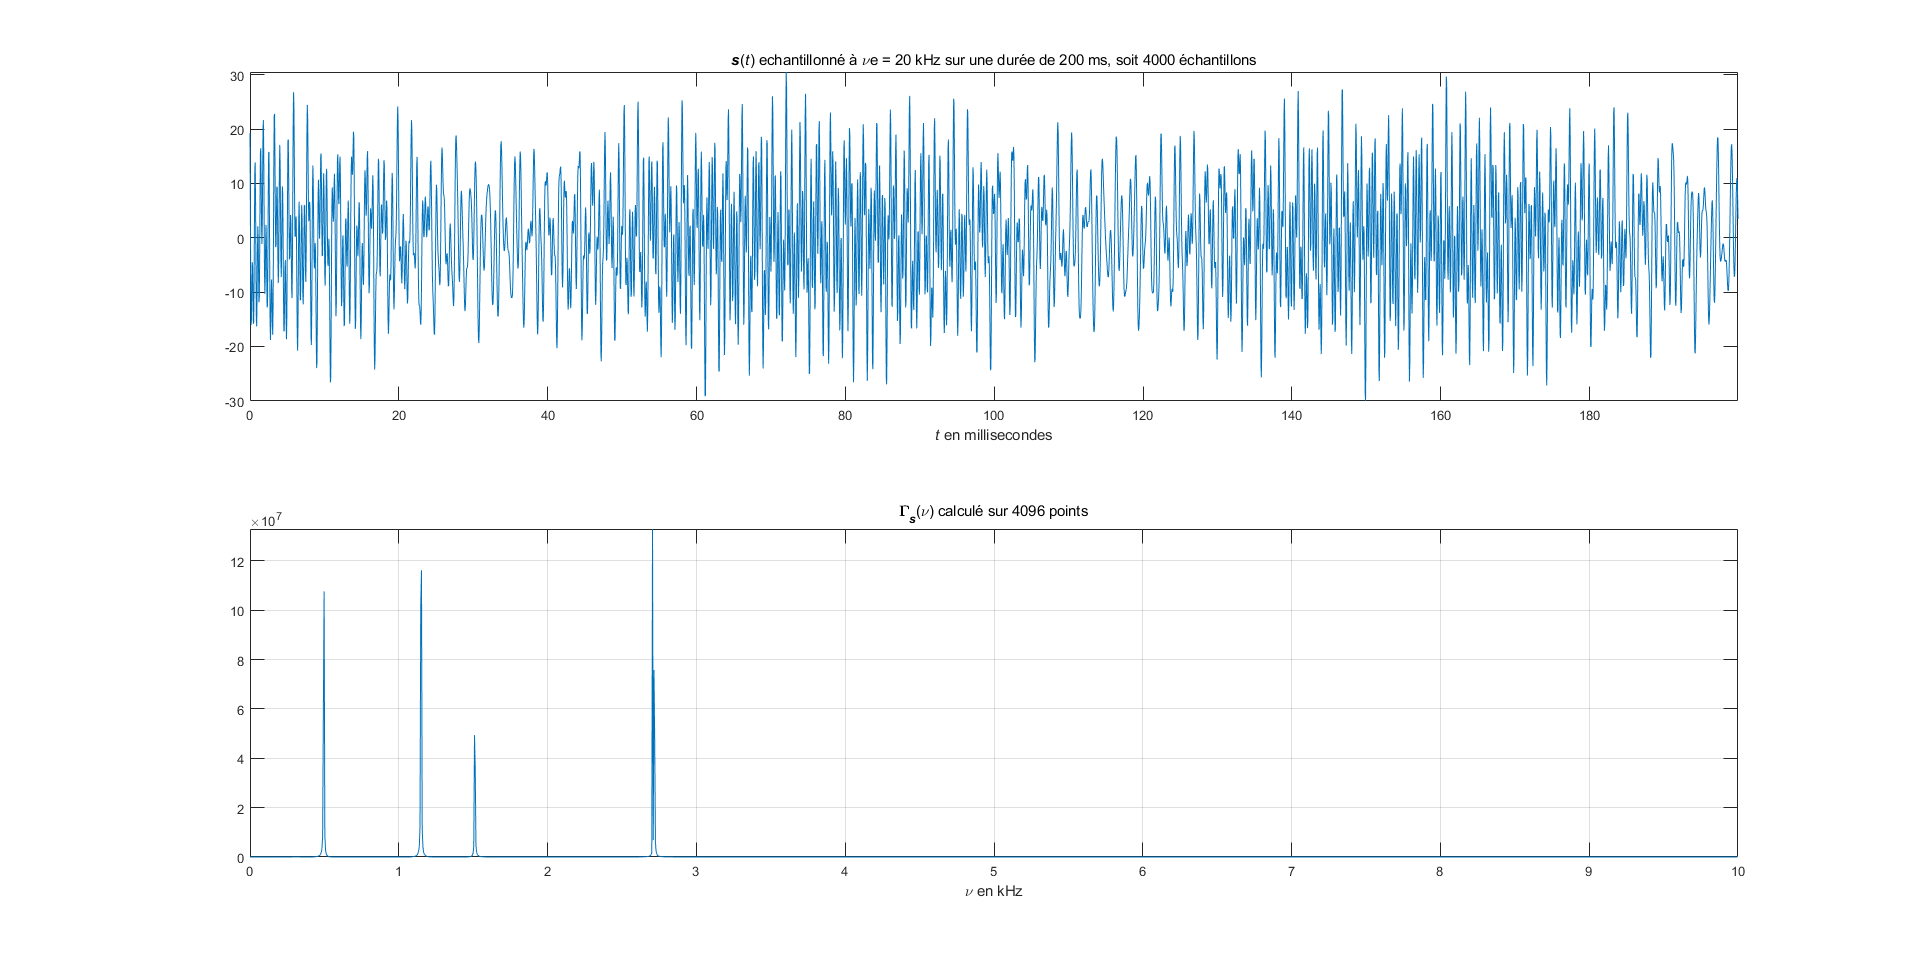 s(t) echantillonné à νe = 20 kHz sur une durée de 200 ms, soit 4000 échantillons
30
20
10
0
-10
-20
-30
0 20 40 60 80 100 120 140 160 180
t en millisecondes
Γs(ν) calculé sur 4096 points
×10^7
12
10
8
6
4
2
0
0 1 2 3 4 5 6 7 8 9 10
ν en kHz